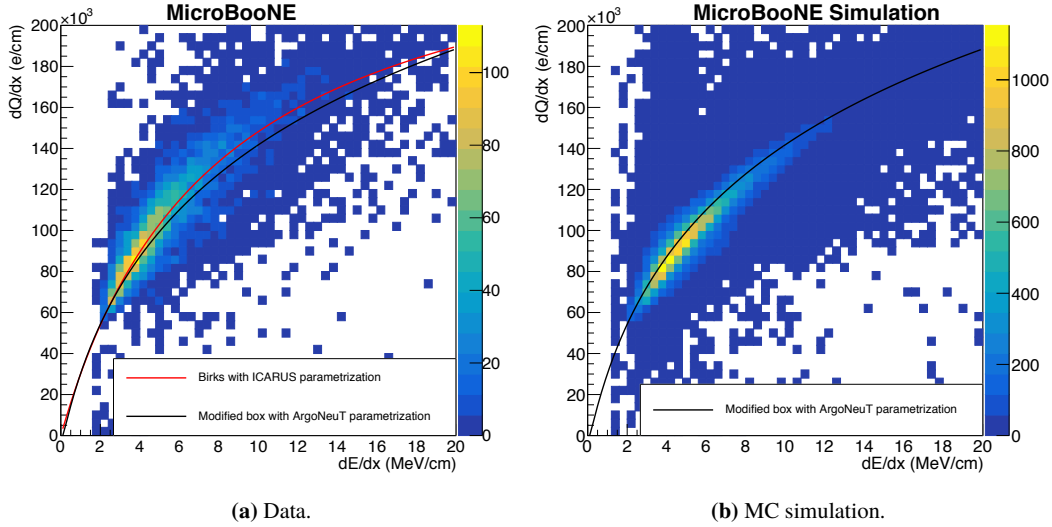 MicroBooNE
×10³
dQ/dx (e/cm)
200
180
160
140
120
100
80
60
40
20
0
0 2 4 6 8 10 12 14 16 18 20
dE/dx (MeV/cm)
100
80
60
40
20
0
Birks with ICARUS parametrization
Modified box with ArgoNeuT parametrization
(a) Data.
MicroBooNE Simulation
×10³
dQ/dx (e/cm)
200
180
160
140
120
100
80
60
40
20
0
0 2 4 6 8 10 12 14 16 18 20
dE/dx (MeV/cm)
1000
800
600
400
200
0
Modified box with ArgoNeuT parametrization
(b) MC simulation.